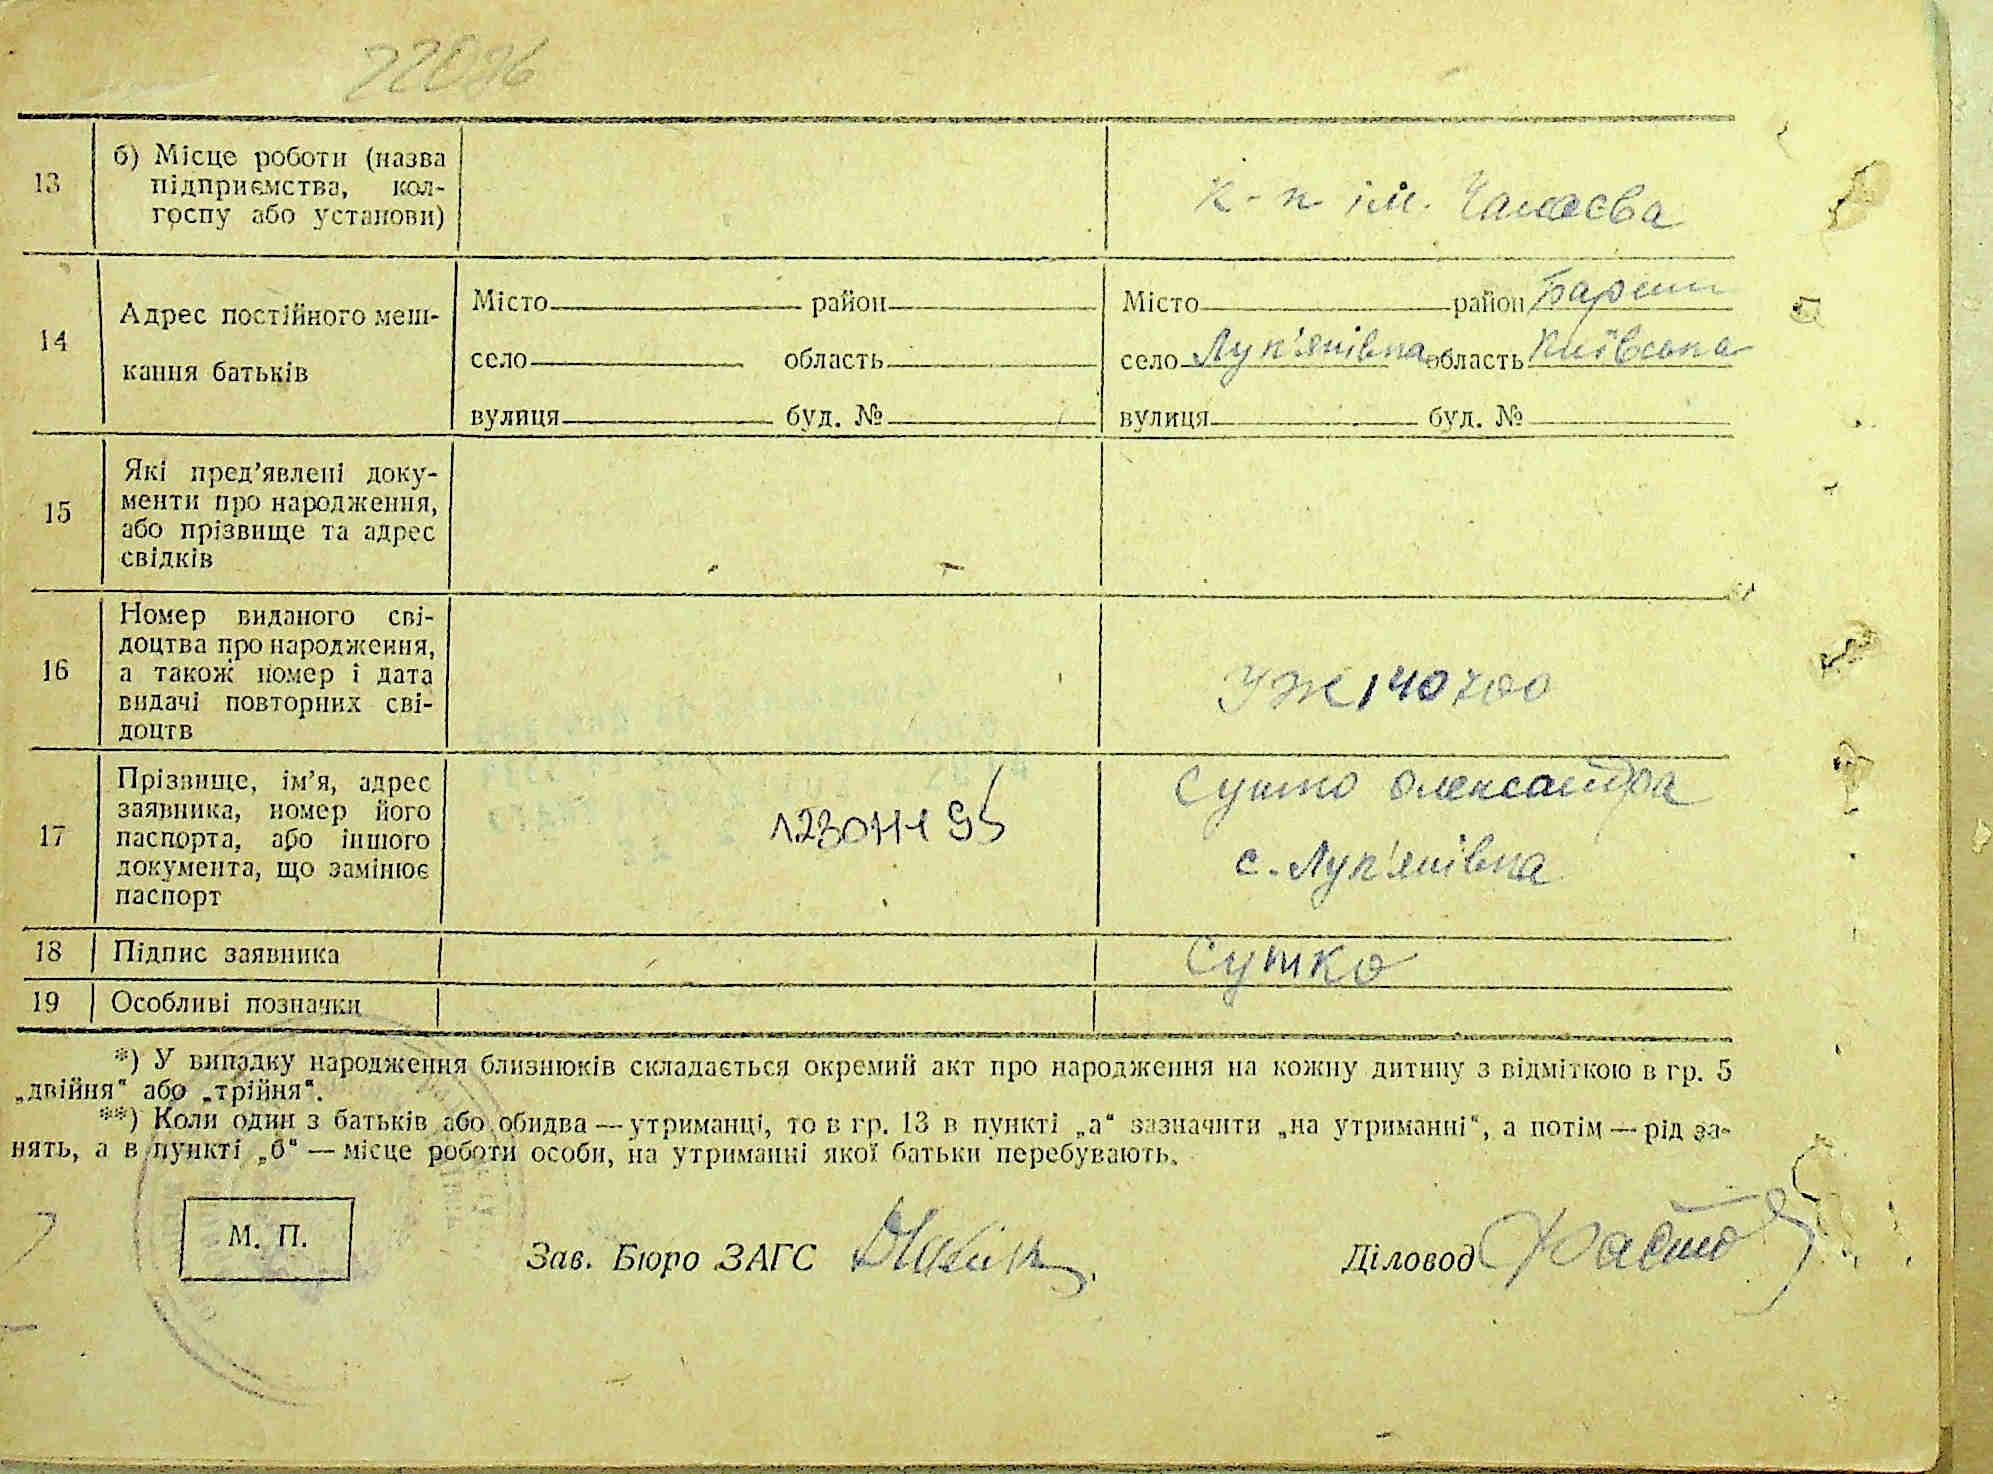 22026
13
б) Місце роботи (назва
підприємства, кол-
госпу або установи)
к-п ім. Чапаєва
14
Адрес постійного меш-
кання батьків
Місто район
село область
вулиця буд. №
Місто район Бариш
село Луп'янівка область Київська
вулиця буд. №
15
Які пред'явлені доку-
менти про народження,
або прізвище та адрес
свідків
16
Номер виданого сві-
доцтва про народження,
а також номер і дата
видачі повторних сві-
доцтв
УЖ 140700
17
Прізвище, ім'я, адрес
заявника, номер його
паспорта, або іншого
документа, що замінює
паспорт
Сушко Олександра
с. Луп'янівка
18
Підпис заявника
Сушко
19
Особливі позначки
*) У випадку народження близнюків складається окремий акт про народження на кожну дитину з відміткою в гр. 5
„двійня" або „трійня".
**) Коли один з батьків або обидва — утриманці, то в гр. 13 в пункті „а" зазначити „на утриманні", а потім — рід за-
нять, а в пункті „б" — місце роботи особи, на утриманні якої батьки перебувають.
М. П.
Зав. Бюро ЗАГС
Діловод